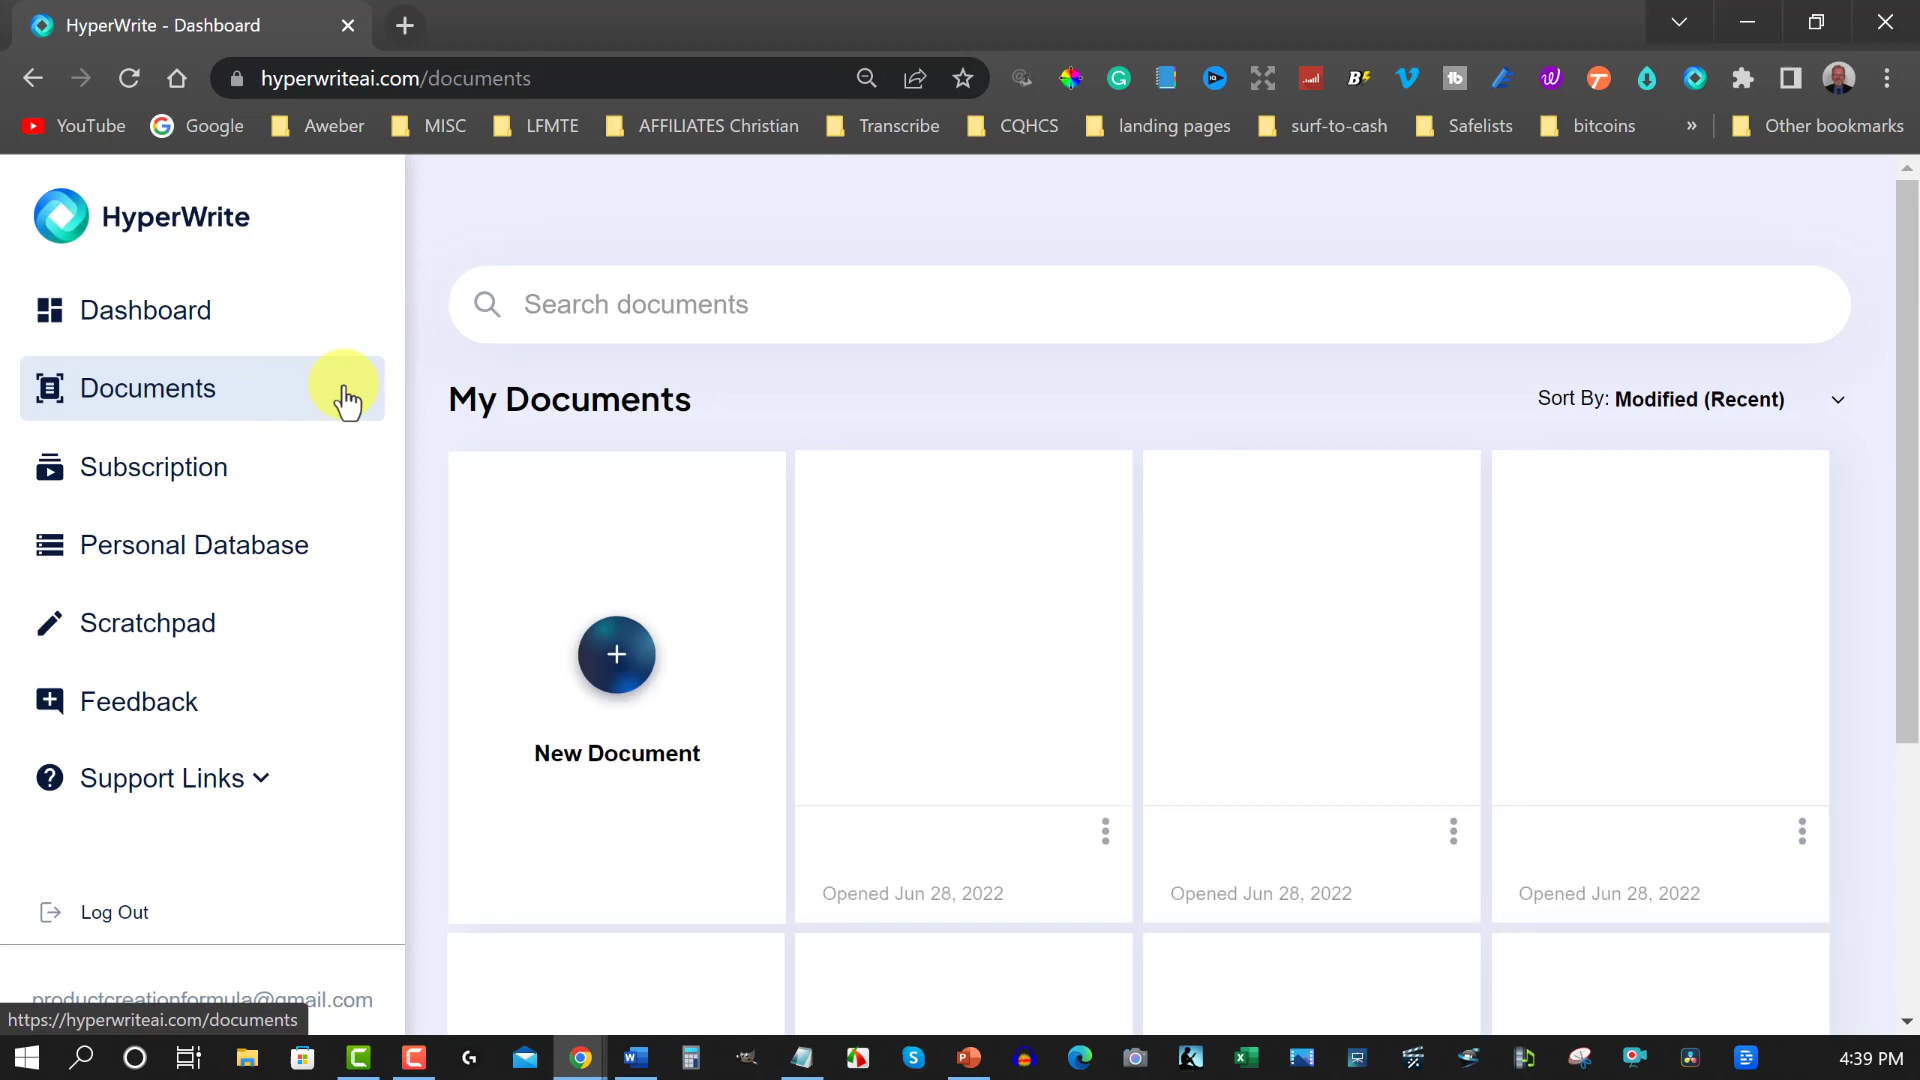 HyperWrite - Dashboard
hyperwriteai.com/documents
YouTube Google Aweber MISC LFMTE AFFILIATES Christian Transcribe CQHCS landing pages surf-to-cash Safelists bitcoins » Other bookmarks
HyperWrite
Dashboard
Documents
Subscription
Personal Database
Scratchpad
Feedback
Support Links
Log Out
productcreationformula@gmail.com
https://hyperwriteai.com/documents
Search documents
My Documents
Sort By: Modified (Recent)
New Document
Opened Jun 28, 2022
Opened Jun 28, 2022
Opened Jun 28, 2022
4:39 PM